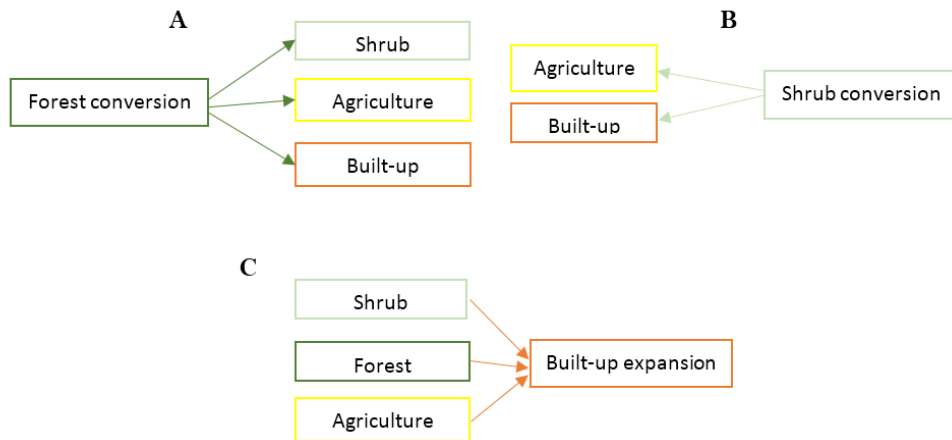 A
Forest conversion
Shrub
Agriculture
Built-up
B
Agriculture
Built-up
Shrub conversion
C
Shrub
Forest
Agriculture
Built-up expansion